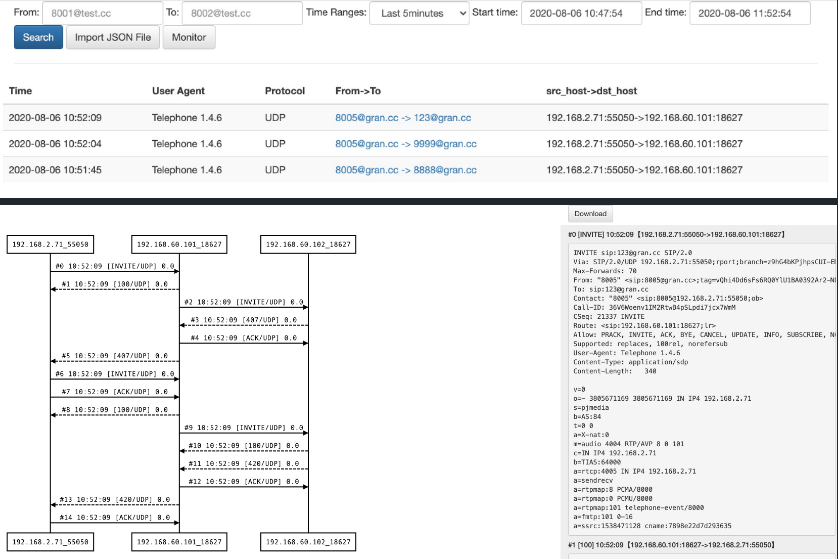 From: 8001@test.cc To: 8002@test.cc Time Ranges: Last 5minutes Start time: 2020-08-06 10:47:54 End time: 2020-08-06 11:52:54
Search Import JSON File Monitor
Time User Agent Protocol From->To src_host->dst_host
2020-08-06 10:52:09 Telephone 1.4.6 UDP 8005@gran.cc -> 123@gran.cc 192.168.2.71:55050->192.168.60.101:18627
2020-08-06 10:52:04 Telephone 1.4.6 UDP 8005@gran.cc -> 9999@gran.cc 192.168.2.71:55050->192.168.60.101:18627
2020-08-06 10:51:45 Telephone 1.4.6 UDP 8005@gran.cc -> 8888@gran.cc 192.168.2.71:55050->192.168.60.101:18627
192.168.2.71_55050 192.168.60.101_18627 192.168.60.102_18627
#0 10:52:09 [INVITE/UDP] 0.0
#1 10:52:09 [100/UDP] 0.0
#2 10:52:09 [INVITE/UDP] 0.0
#3 10:52:09 [407/UDP] 0.0
#4 10:52:09 [ACK/UDP] 0.0
#5 10:52:09 [407/UDP] 0.0
#6 10:52:09 [INVITE/UDP] 0.0
#7 10:52:09 [ACK/UDP] 0.0
#8 10:52:09 [100/UDP] 0.0
#9 10:52:09 [INVITE/UDP] 0.0
#10 10:52:09 [100/UDP] 0.0
#11 10:52:09 [420/UDP] 0.0
#12 10:52:09 [ACK/UDP] 0.0
#13 10:52:09 [420/UDP] 0.0
#14 10:52:09 [ACK/UDP] 0.0
192.168.2.71_55050 192.168.60.101_18627 192.168.60.102_18627
Download
#0 [INVITE] 10:52:09【192.168.2.71:55050->192.168.60.101:18627】
INVITE sip:123@gran.cc SIP/2.0
Via: SIP/2.0/UDP 192.168.2.71:55050;rport;branch=z9hG4bKPjhpsCUI-
Max-Forwards: 70
From: "8005" <sip:8005@gran.cc>;tag=vQhi4Dd6sFs6RQ0YlU1BA0392Ar2-
To: sip:123@gran.cc
Contact: "8005" <sip:8005@192.168.2.71:55050;ob>
Call-ID: 36V6Woenv1IM2RtwB4pSLpdi7jcx7WmM
CSeq: 21337 INVITE
Route: <sip:192.168.60.101:18627;lr>
Allow: PRACK, INVITE, ACK, BYE, CANCEL, UPDATE, INFO, SUBSCRIBE,
Supported: replaces, 100rel, norefersub
User-Agent: Telephone 1.4.6
Content-Type: application/sdp
Content-Length: 340
v=0
o=- 3805671169 3805671169 IN IP4 192.168.2.71
s=pjmedia
b=AS:84
t=0 0
a=X-nat:0
m=audio 4004 RTP/AVP 8 0 101
c=IN IP4 192.168.2.71
b=TIAS:64000
a=rtcp:4005 IN IP4 192.168.2.71
a=sendrecv
a=rtpmap:8 PCMA/8000
a=rtpmap:0 PCMU/8000
a=rtpmap:101 telephone-event/8000
a=fmtp:101 0-16
a=ssrc:1538471128 cname:7898e22d7d293635
#1 [100] 10:52:09【192.168.60.101:18627->192.168.2.71:55050】